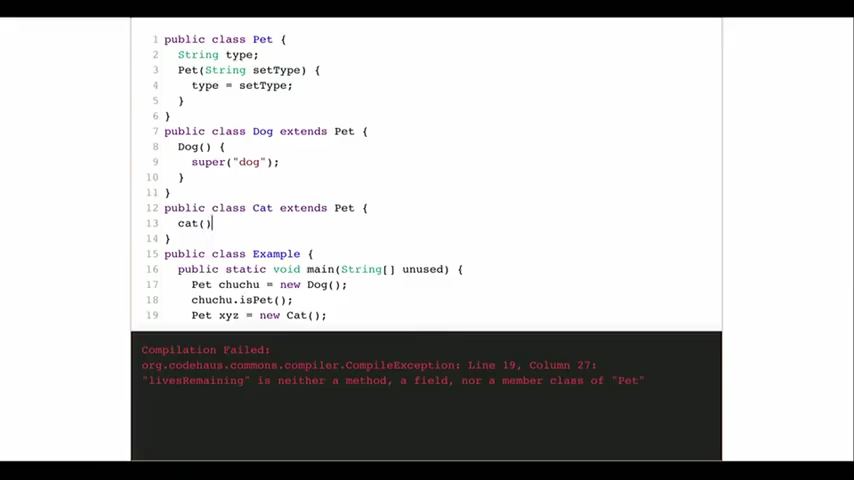 1 public class Pet {
2 String type;
3 Pet(String setType) {
4 type = setType;
5 }
6 }
7 public class Dog extends Pet {
8 Dog() {
9 super("dog");
10 }
11 }
12 public class Cat extends Pet {
13 cat()
14 }
15 public class Example {
16 public static void main(String[] unused) {
17 Pet chuchu = new Dog();
18 chuchu.isPet();
19 Pet xyz = new Cat();
Compilation Failed:
org.codehaus.commons.compiler.CompileException: Line 19, Column 27:
"livesRemaining" is neither a method, a field, nor a member class of "Pet"